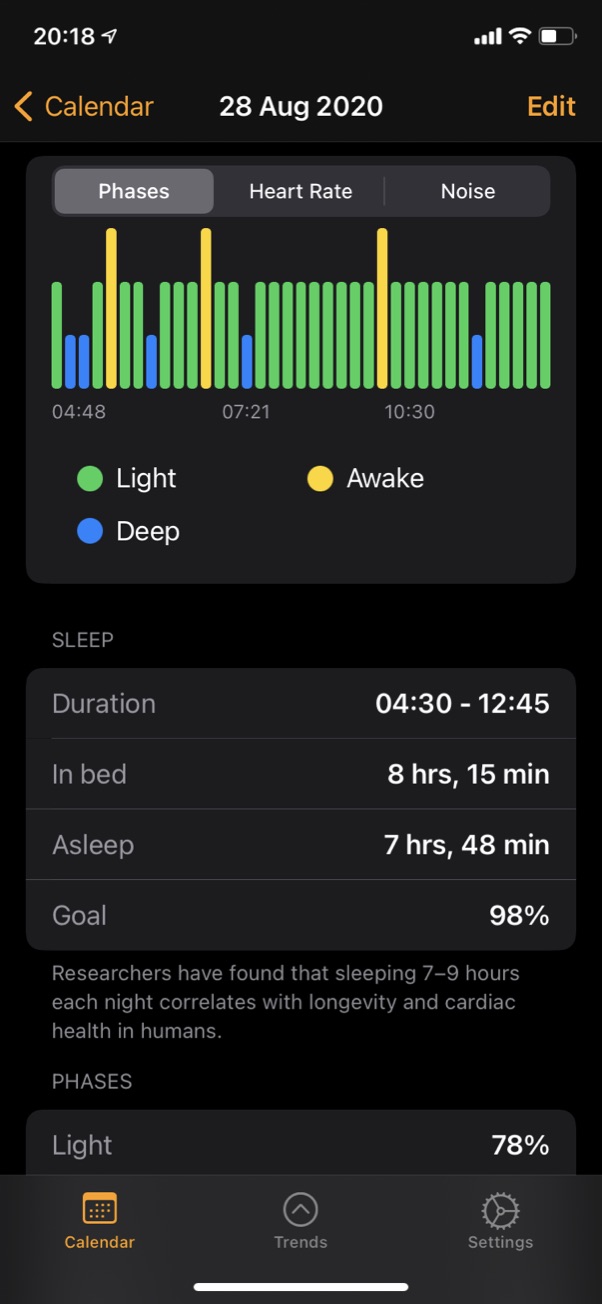 20:18
Calendar 28 Aug 2020 Edit
Phases Heart Rate Noise
04:48 07:21 10:30
Light Awake
Deep
SLEEP
Duration 04:30 - 12:45
In bed 8 hrs, 15 min
Asleep 7 hrs, 48 min
Goal 98%
Researchers have found that sleeping 7–9 hours
each night correlates with longevity and cardiac
health in humans.
PHASES
Light 78%
Calendar Trends Settings